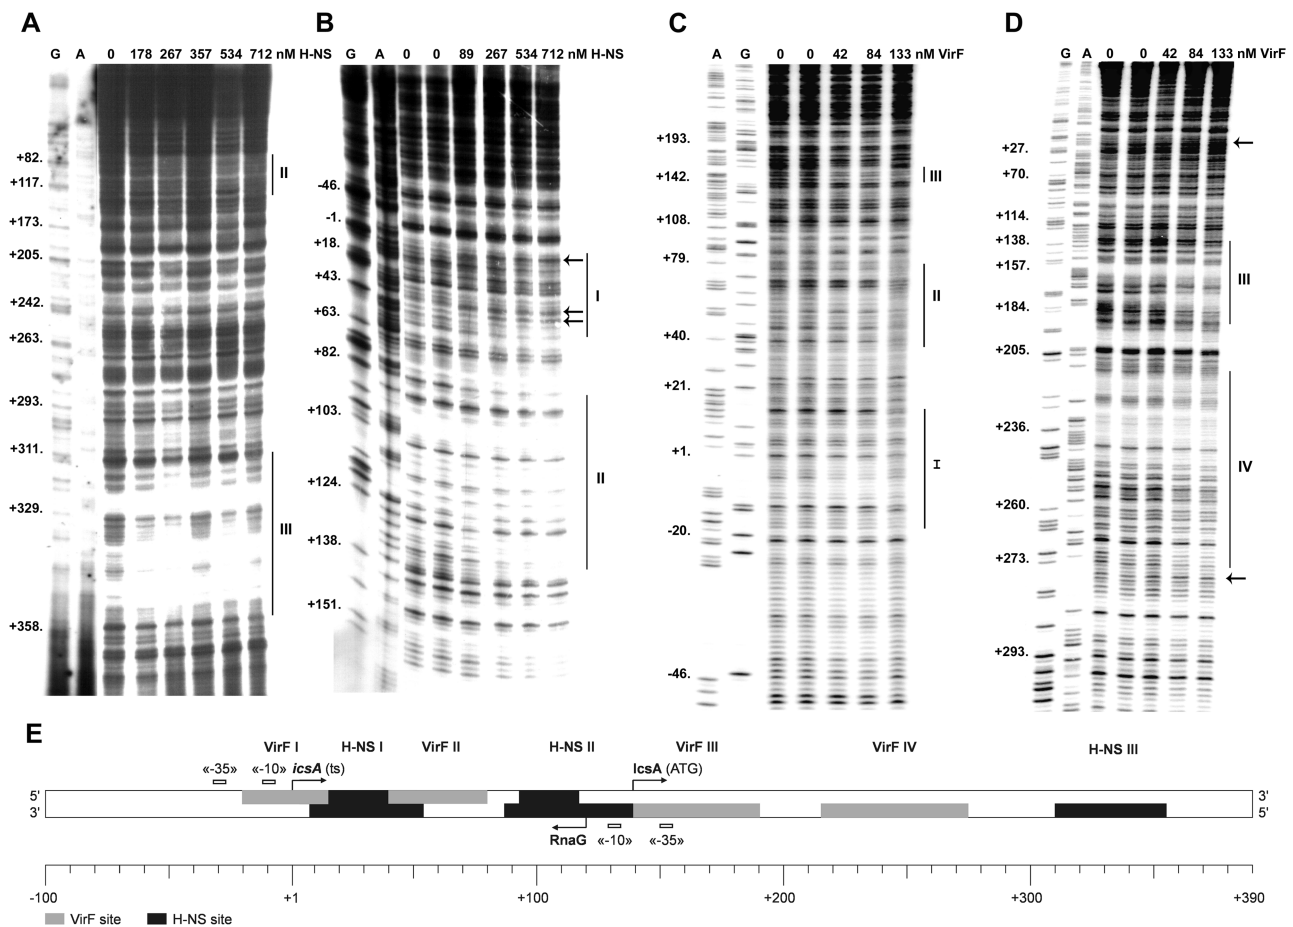 A
G A 0 178 267 357 534 712 nM H-NS
+82.
+117.
+173.
+205.
+242.
+263.
+293.
+311.
+329.
+358.
II
III
B
G A 0 0 89 267 534 712 nM H-NS
-46.
-1.
+18.
+43.
+63.
+82.
+103.
+124.
+138.
+151.
I
II
C
A G 0 0 42 84 133 nM VirF
+193.
+142.
+108.
+79.
+40.
+21.
+1.
-20.
-46.
III
II
I
D
G A 0 0 42 84 133 nM VirF
+27.
+70.
+114.
+138.
+157.
+184.
+205.
+236.
+260.
+273.
+293.
III
IV
E
VirF I H-NS I VirF II H-NS II VirF III VirF IV H-NS III
«-35» «-10» icsA (ts) IcsA (ATG)
5' 3'
3' 5'
RnaG «-10» «-35»
-100 +1 +100 +200 +300 +390
VirF site H-NS site